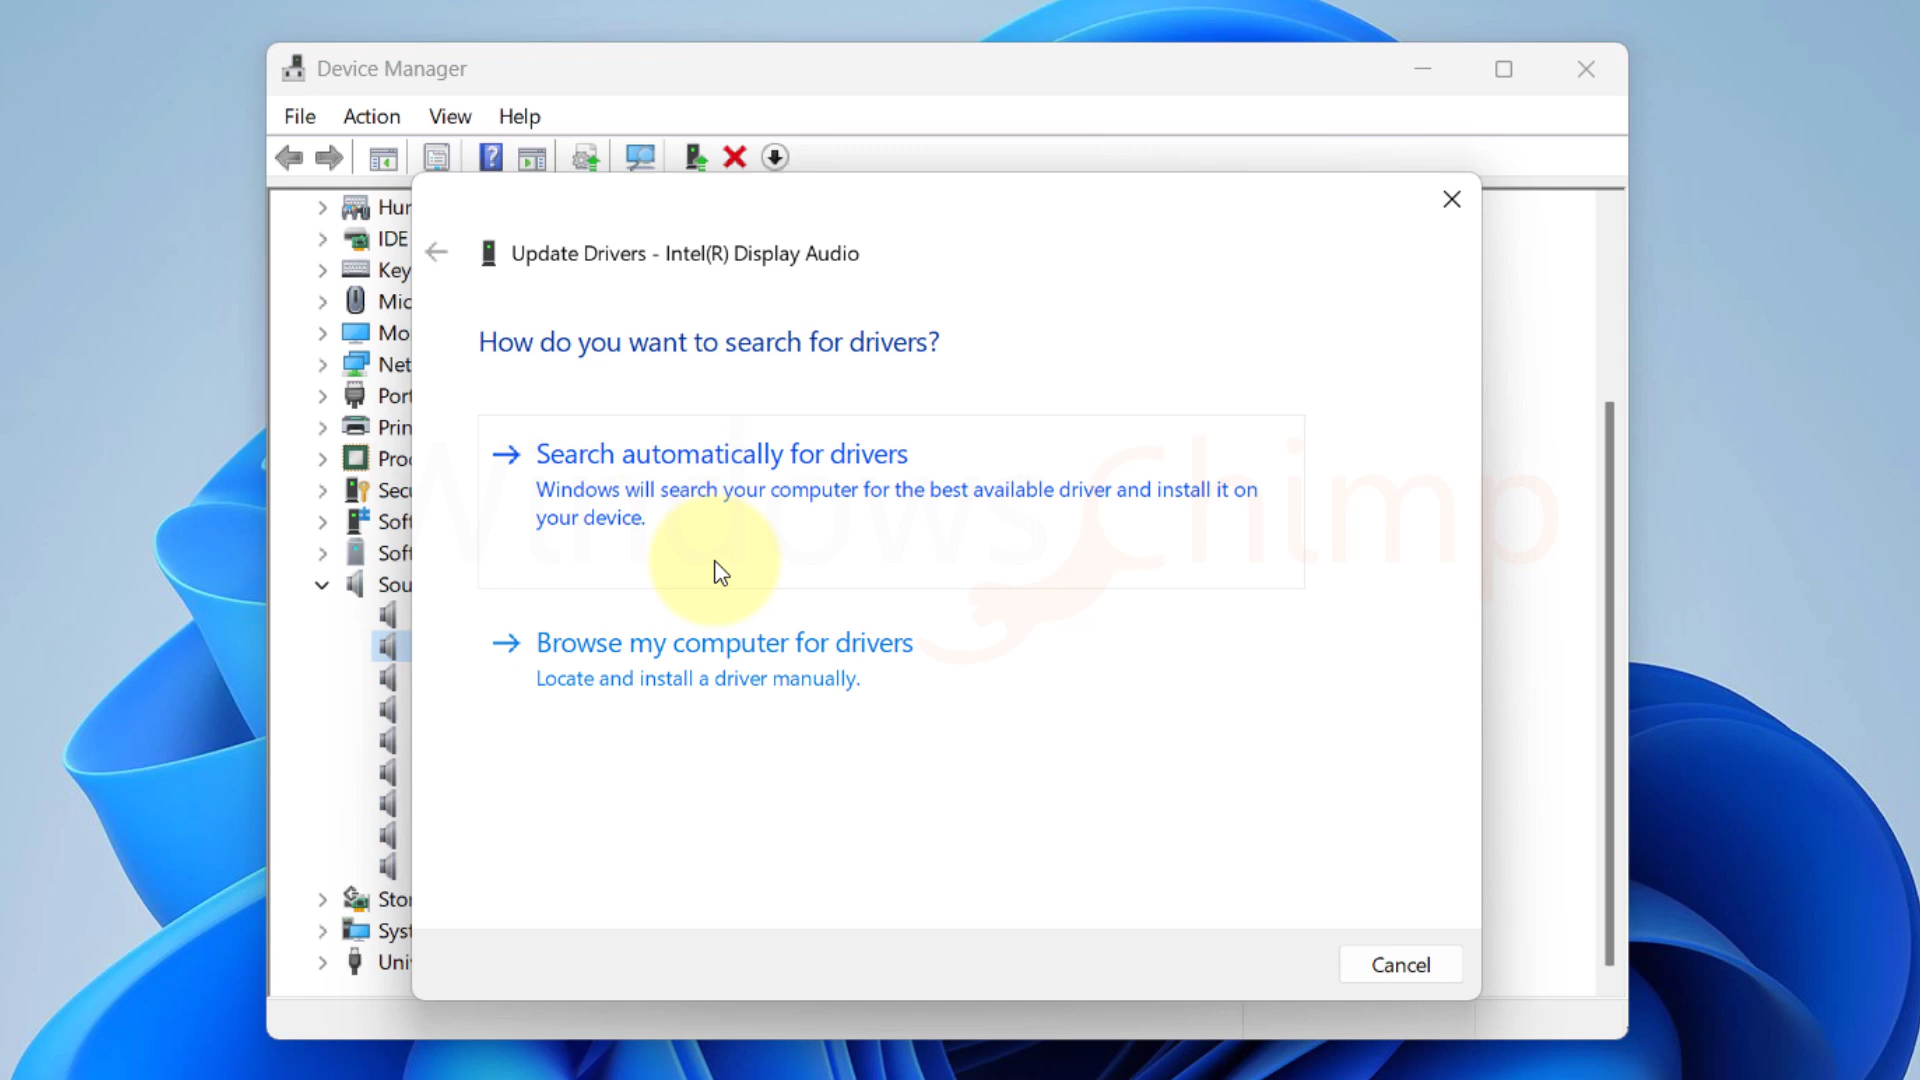 Device Manager
File Action View Help
Hur
IDE
Key
Mic
Mo
Net
Port
Prin
Proc
Secu
Soft
Soft
Sou
Stor
Syst
Uni
Update Drivers - Intel(R) Display Audio
How do you want to search for drivers?
Search automatically for drivers
Windows will search your computer for the best available driver and install it on
your device.
Browse my computer for drivers
Locate and install a driver manually.
Cancel
WindowsChimp